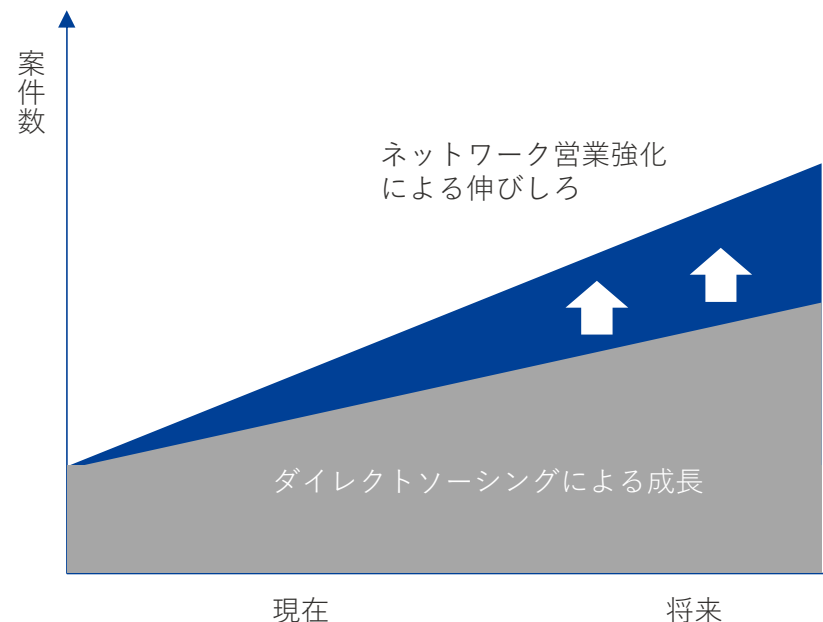 案件数
ネットワーク営業強化
による伸びしろ
ダイレクトソーシングによる成長
現在
将来